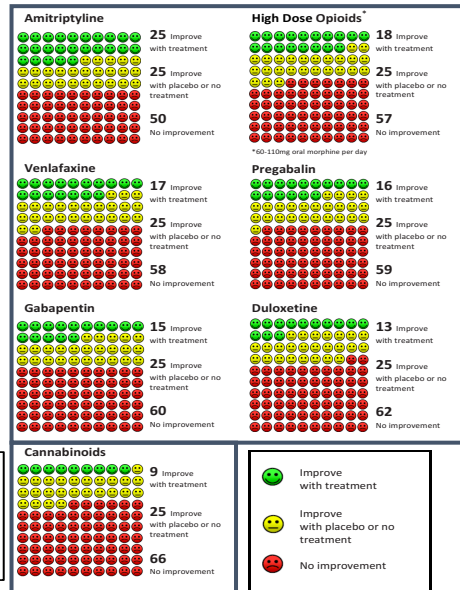 Amitriptyline
25 Improve
with treatment
25 Improve
with placebo or no
treatment
50
No improvement
High Dose Opioids*
18 Improve
with treatment
25 Improve
with placebo or no
treatment
57
No improvement
*60-110mg oral morphine per day
Venlafaxine
17 Improve
with treatment
25 Improve
with placebo or no
treatment
58
No improvement
Pregabalin
16 Improve
with treatment
25 Improve
with placebo or no
treatment
59
No improvement
Gabapentin
15 Improve
with treatment
25 Improve
with placebo or no
treatment
60
No improvement
Duloxetine
13 Improve
with treatment
25 Improve
with placebo or no
treatment
62
No improvement
Cannabinoids
9 Improve
with treatment
25 Improve
with placebo or no
treatment
66
No improvement
Improve
with treatment
Improve
with placebo or no
treatment
No improvement